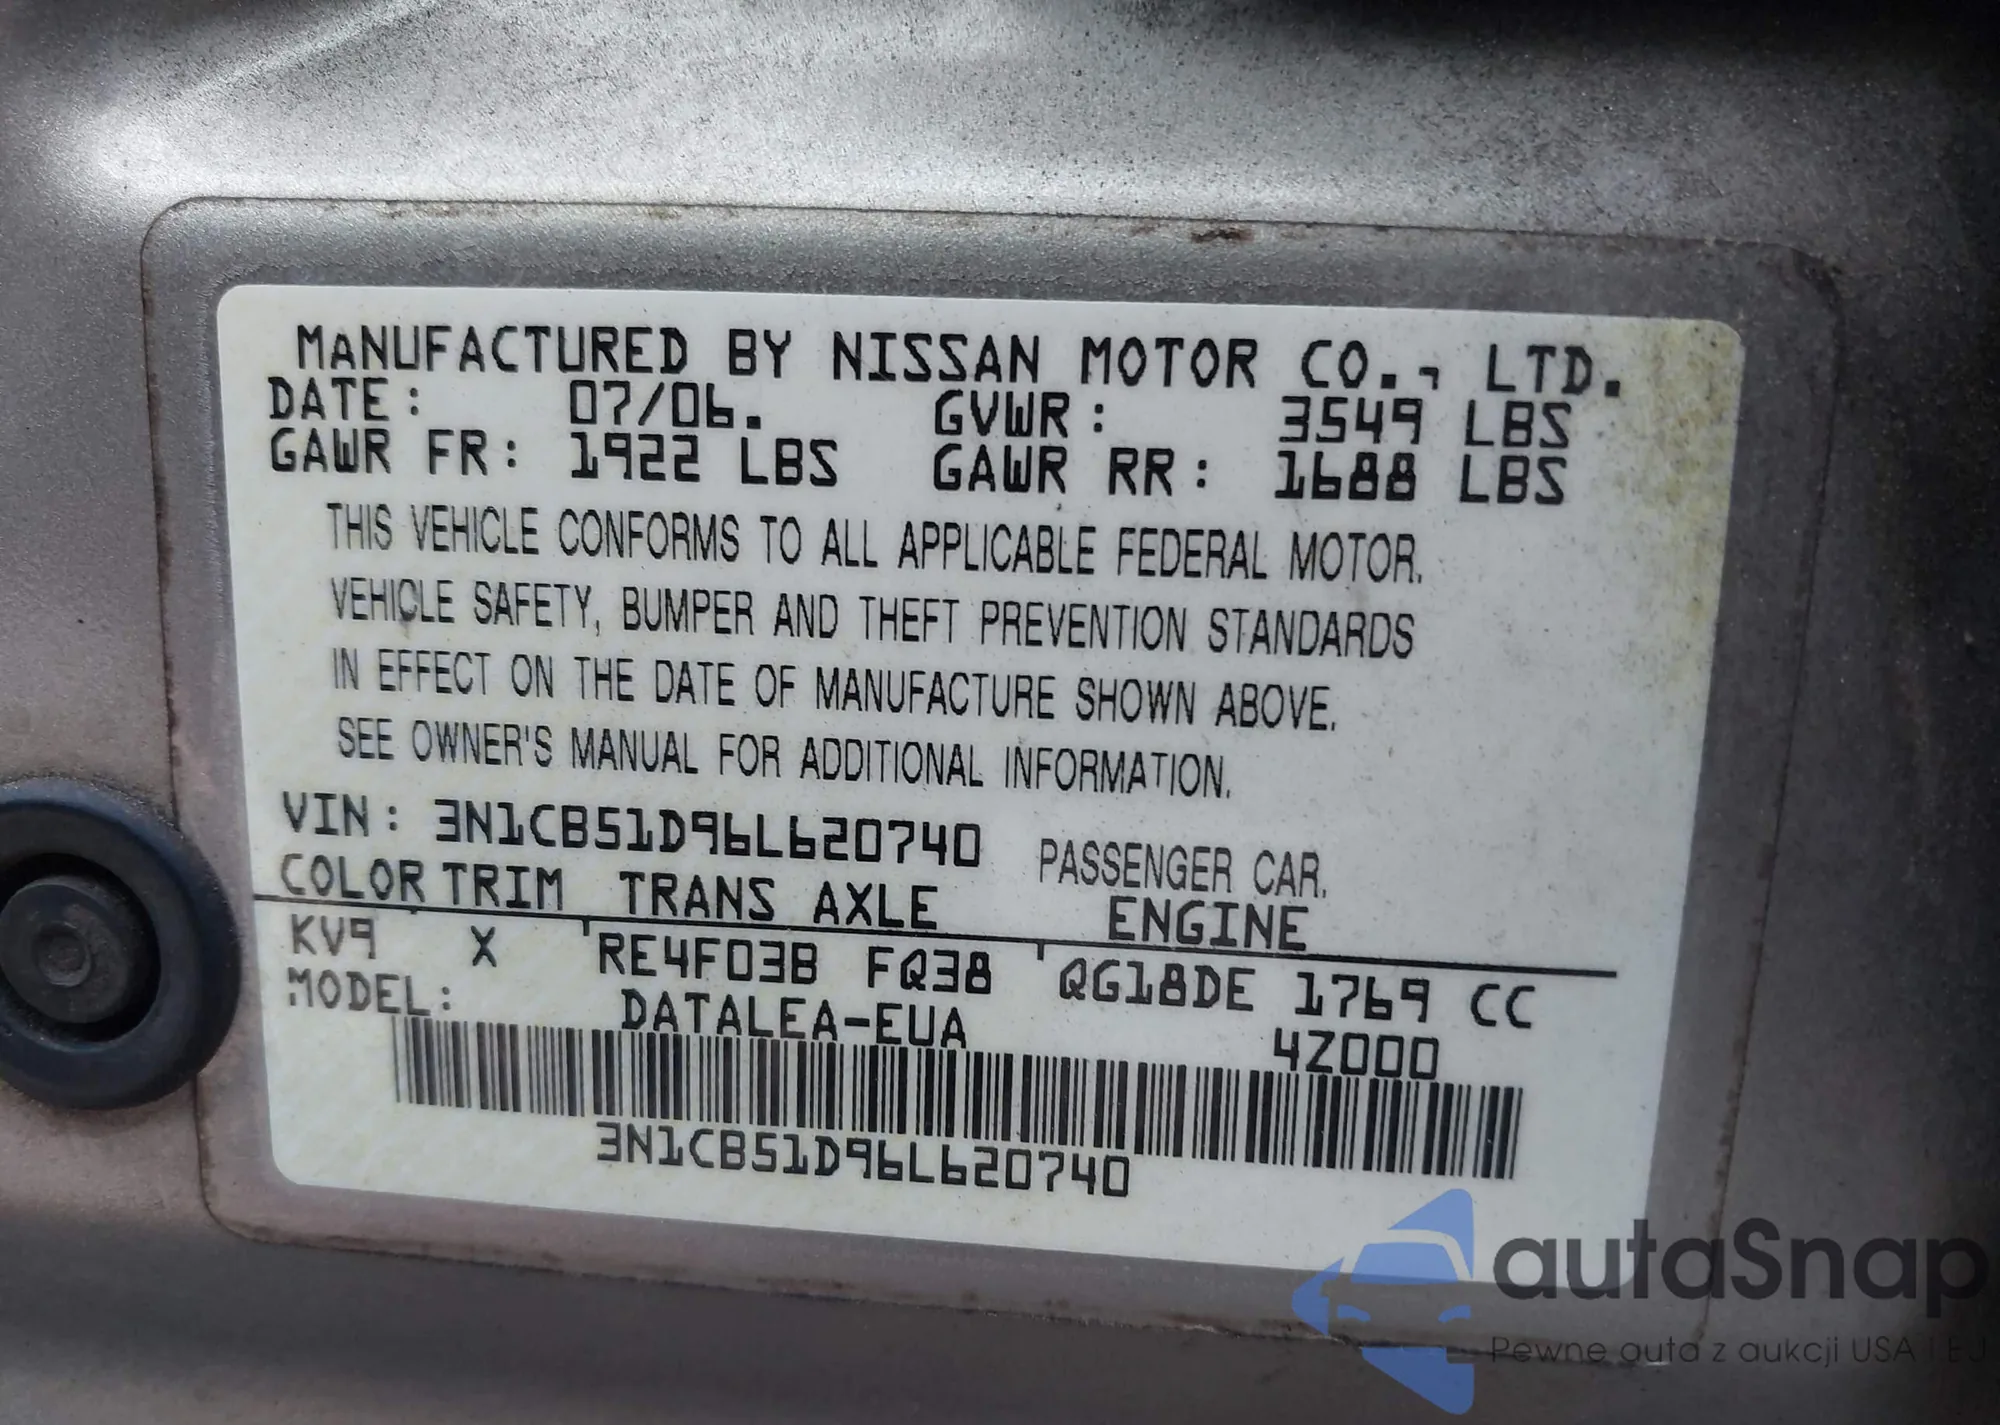 MANUFACTURED BY NISSAN MOTOR CO., LTD.
DATE: 07/06. GVWR: 3549 LBS
GAWR FR: 1922 LBS GAWR RR: 1688 LBS
THIS VEHICLE CONFORMS TO ALL APPLICABLE FEDERAL MOTOR.
VEHICLE SAFETY, BUMPER AND THEFT PREVENTION STANDARDS
IN EFFECT ON THE DATE OF MANUFACTURE SHOWN ABOVE.
SEE OWNER'S MANUAL FOR ADDITIONAL INFORMATION.
VIN: 3N1CB51D96L620740 PASSENGER CAR.
COLOR TRIM TRANS AXLE ENGINE
KV9 X RE4F03B FQ38 QG18DE 1769 CC
MODEL: DATALEA-EUA 4Z000
3N1CB51D96L620740
autaSnap
Pewne auta z aukcji USA i EU